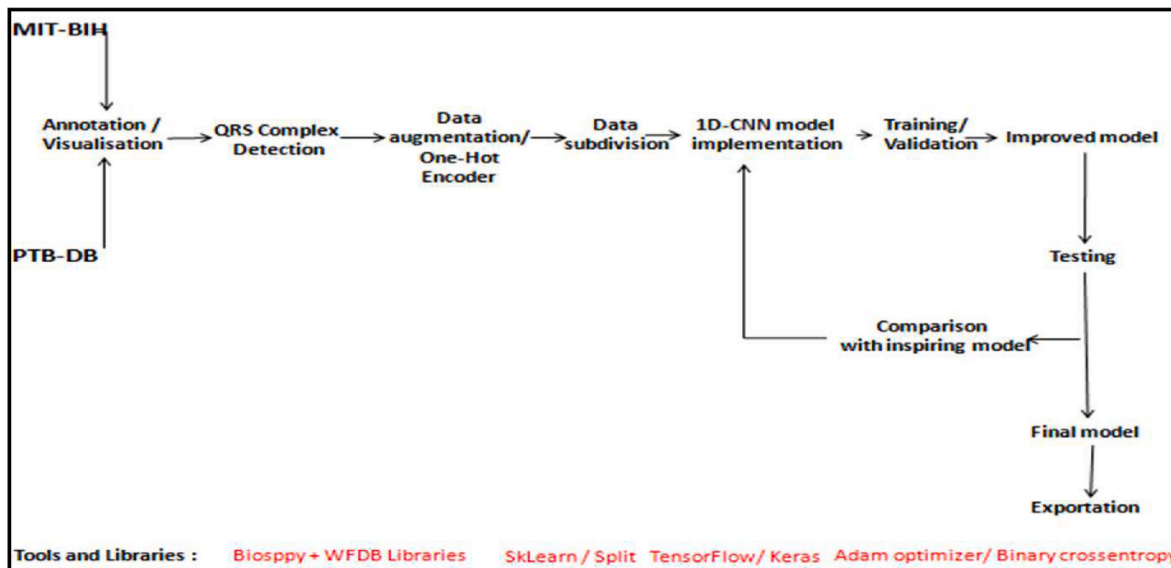 MIT-BIH
Annotation /
Visualisation
QRS Complex
Detection
Data
augmentation/
One-Hot
Encoder
Data
subdivision
1D-CNN model
implementation
Training/
Validation
Improved model
PTB-DB
Testing
Comparison
with inspiring model
Final model
Exportation
Tools and Libraries : Biosppy + WFDB Libraries SkLearn / Split TensorFlow/ Keras Adam optimizer/ Binary crossentropy